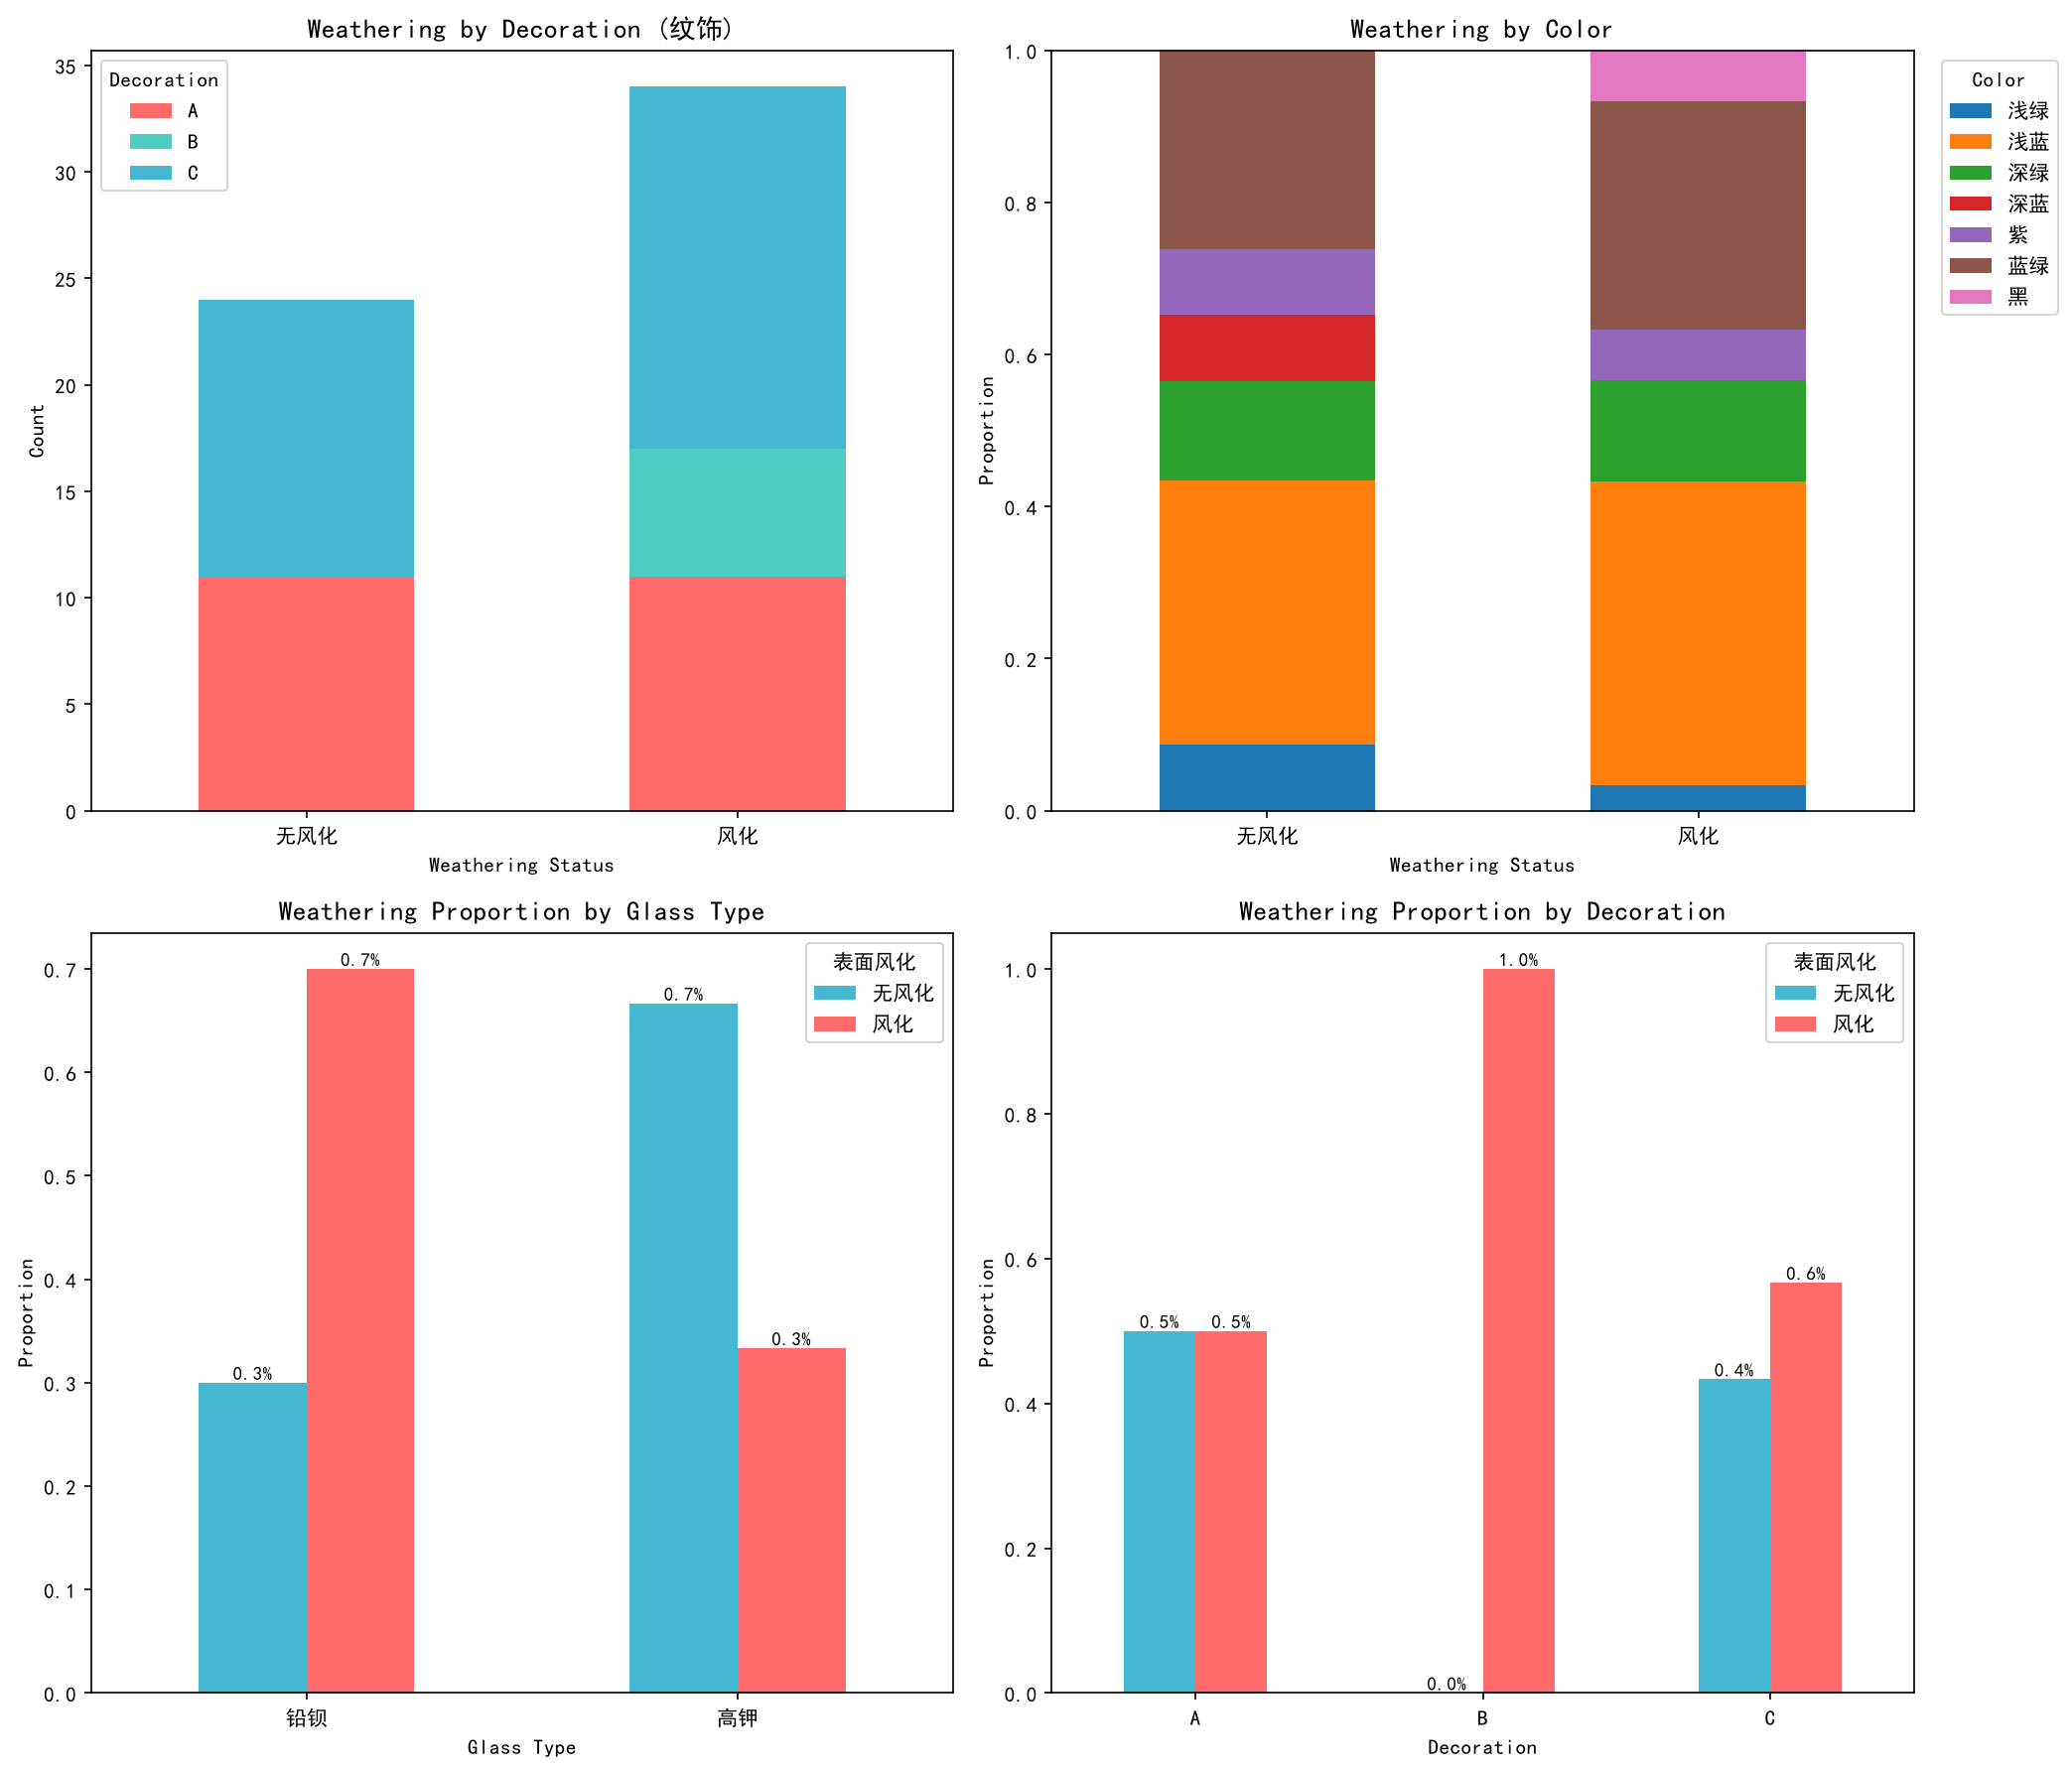 Weathering by Decoration (纹饰)
35
30
25
20
15
10
5
0
Count
Decoration
A
B
C
无风化
风化
Weathering Status
Weathering by Color
1.0
0.8
0.6
0.4
0.2
0.0
Proportion
无风化
风化
Weathering Status
Color
浅绿
浅蓝
深绿
深蓝
紫
蓝绿
黑
Weathering Proportion by Glass Type
0.7
0.6
0.5
0.4
0.3
0.2
0.1
0.0
Proportion
0.3%
0.7%
0.7%
0.3%
表面风化
无风化
风化
铅钡
高钾
Glass Type
Weathering Proportion by Decoration
1.0
0.8
0.6
0.4
0.2
0.0
Proportion
0.5%
0.5%
0.0%
1.0%
0.4%
0.6%
表面风化
无风化
风化
A
B
C
Decoration